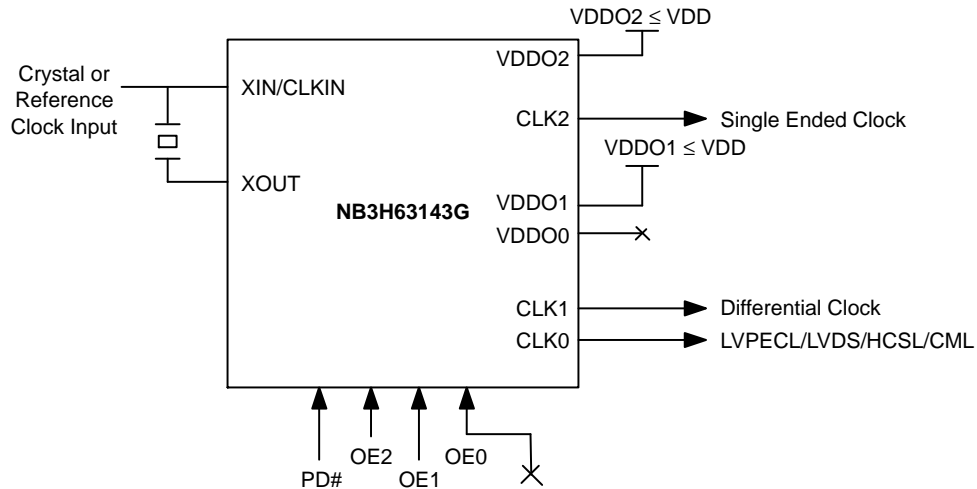 VDDO2 ≤ VDD
VDDO2
Crystal or
Reference
Clock Input
XIN/CLKIN
CLK2
Single Ended Clock
VDDO1 ≤ VDD
XOUT
NB3H63143G
VDDO1
VDDO0
CLK1
Differential Clock
CLK0
LVPECL/LVDS/HCSL/CML
PD#
OE2
OE1
OE0